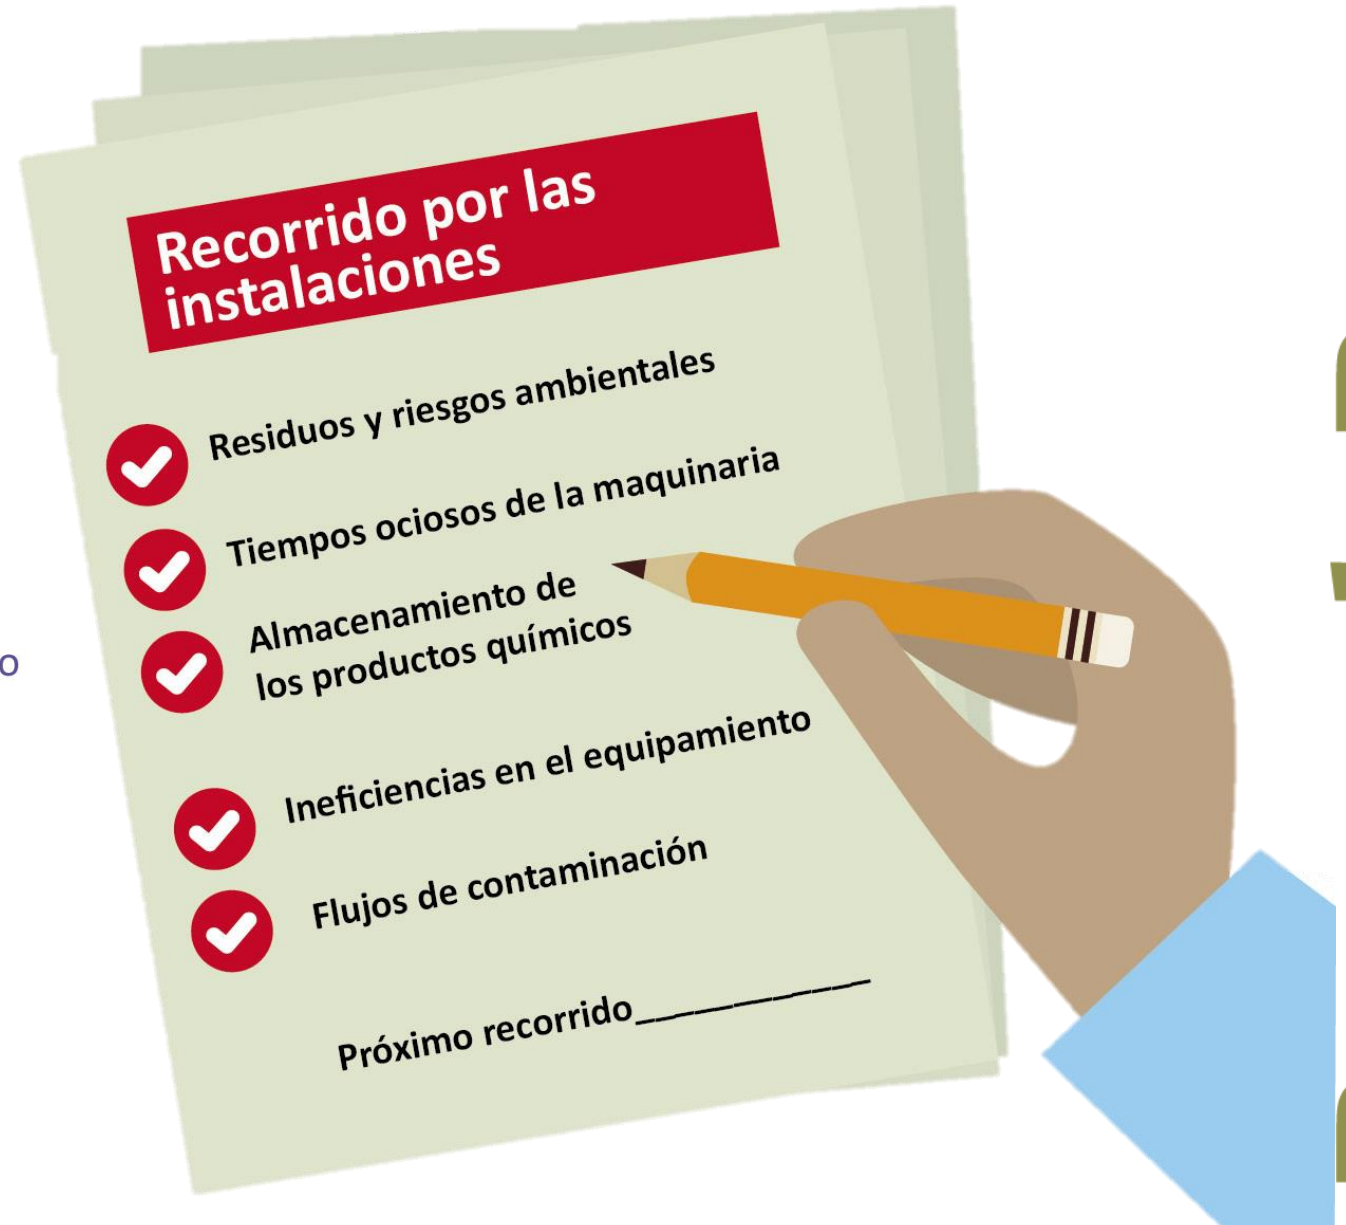 Recorrido por las
instalaciones
Residuos y riesgos ambientales
Tiempos ociosos de la maquinaria
Almacenamiento de
los productos químicos
Ineficiencias en el equipamiento
Flujos de contaminación
Próximo recorrido____________
o